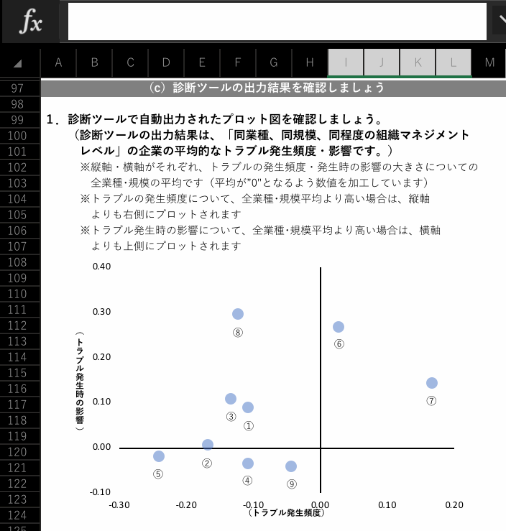 fx
A B C D E F G H I J K L M
97 （c）診断ツールの出力結果を確認しましょう
98
99 １．診断ツールで自動出力されたプロット図を確認しましょう。
100 （診断ツールの出力結果は、「同業種、同規模、同程度の組織マネジメント
101 レベル」の企業の平均的なトラブル発生頻度・影響です。）
102 ※縦軸・横軸がそれぞれ、トラブルの発生頻度・発生時の影響の大きさについての
103 全業種･規模の平均です（平均が"0"となるよう数値を加工しています）
104 ※トラブルの発生頻度について、全業種･規模平均より高い場合は、縦軸
105 よりも右側にプロットされます
106 ※トラブル発生時の影響について、全業種･規模平均より高い場合は、横軸
107 よりも上側にプロットされます
108 0.40
109
110
111 0.30
112 ⑧
113 ⑥
114 0.20
115
116 ⑦
117 0.10
118 ③ ①
119
120 0.00
121 ② ⑤ ④ ⑨
122
123 -0.10
124 -0.30 -0.20 -0.10 0.00 0.10 0.20
（トラブル発生時の影響）
（トラブル発生頻度）